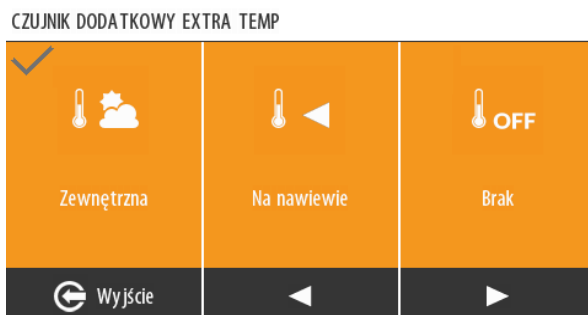 CZUJNIK DODATKOWY EXTRA TEMP
OFF
Zewnętrzna
Na nawiewie
Brak
Wyjście